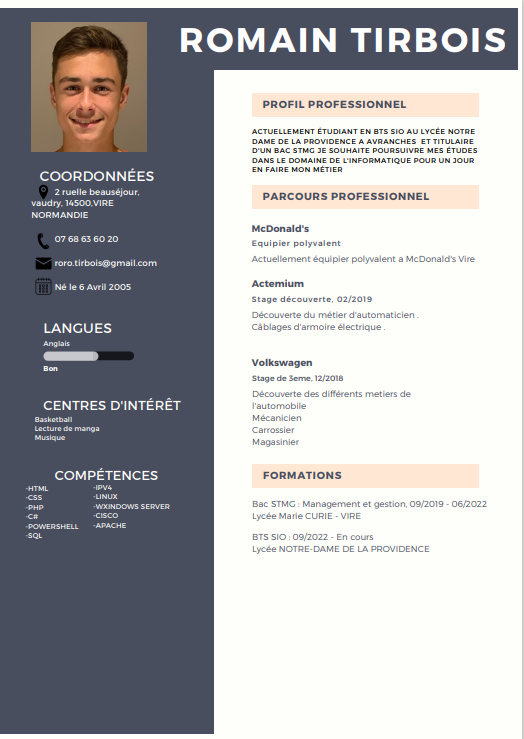 ROMAIN TIRBOIS
COORDONNÉES
2 ruelle beauséjour,
vaudry, 14500,VIRE
NORMANDIE
07 68 63 60 20
roro.tirbois@gmail.com
Né le 6 Avril 2005
LANGUES
Anglais
Bon
CENTRES D'INTÉRÊT
Basketball
Lecture de manga
Musique
COMPÉTENCES
-HTML
-CSS
-PHP
-C#
-POWERSHELL
-SQL
-IPV4
-LINUX
-WXINDOWS SERVER
-CISCO
-APACHE
PROFIL PROFESSIONNEL
ACTUELLEMENT ÉTUDIANT EN BTS SIO AU LYCÉE NOTRE
DAME DE LA PROVIDENCE A AVRANCHES ET TITULAIRE
D'UN BAC STMG JE SOUHAITE POURSUIVRE MES ÉTUDES
DANS LE DOMAINE DE L'INFORMATIQUE POUR UN JOUR
EN FAIRE MON MÉTIER
PARCOURS PROFESSIONNEL
McDonald's
Equipier polyvalent
Actuellement équipier polyvalent a McDonald's Vire
Actemium
Stage découverte, 02/2019
Découverte du métier d'automaticien .
Câblages d'armoire électrique .
Volkswagen
Stage de 3eme, 12/2018
Découverte des différents metiers de
l'automobile
Mécanicien
Carrossier
Magasinier
FORMATIONS
Bac STMG : Management et gestion, 09/2019 - 06/2022
Lycée Marie CURIE - VIRE
BTS SIO : 09/2022 - En cours
Lycée NOTRE-DAME DE LA PROVIDENCE